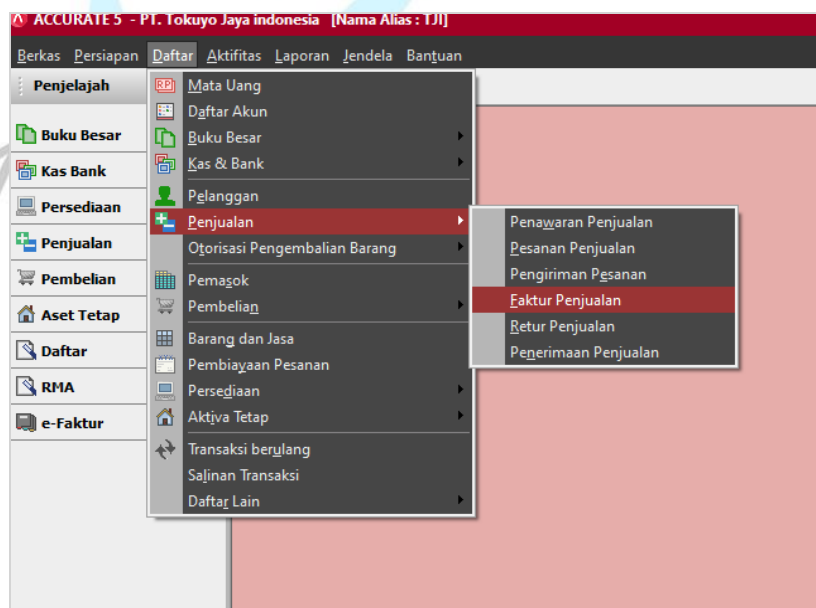 ACCURATE 5 - PT. Tokuyo Jaya indonesia [Nama Alias : TJI]
Berkas Persiapan Daftar Aktifitas Laporan Jendela Bantuan
Penjelajah
Buku Besar
Kas Bank
Persediaan
Penjualan
Pembelian
Aset Tetap
Daftar
RMA
e-Faktur
RP
Mata Uang
Daftar Akun
Buku Besar
Kas & Bank
Pelanggan
Penjualan
Otorisasi Pengembalian Barang
Pemasok
Pembelian
Barang dan Jasa
Pembiayaan Pesanan
Persediaan
Aktiva Tetap
Transaksi berulang
Salinan Transaksi
Daftar Lain
Penawaran Penjualan
Pesanan Penjualan
Pengiriman Pesanan
Faktur Penjualan
Retur Penjualan
Penerimaan Penjualan